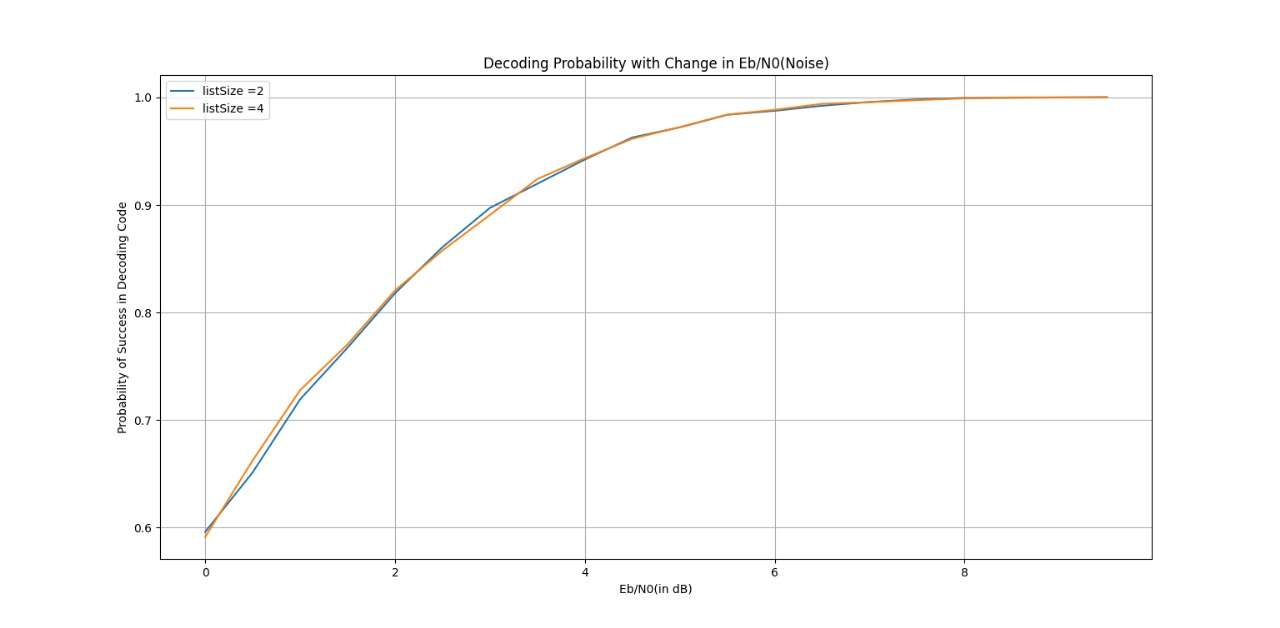 Decoding Probability with Change in Eb/N0(Noise)
listSize =2
listSize =4
Probability of Success in Decoding Code
1.0
0.9
0.8
0.7
0.6
0 2 4 6 8
Eb/N0(in dB)